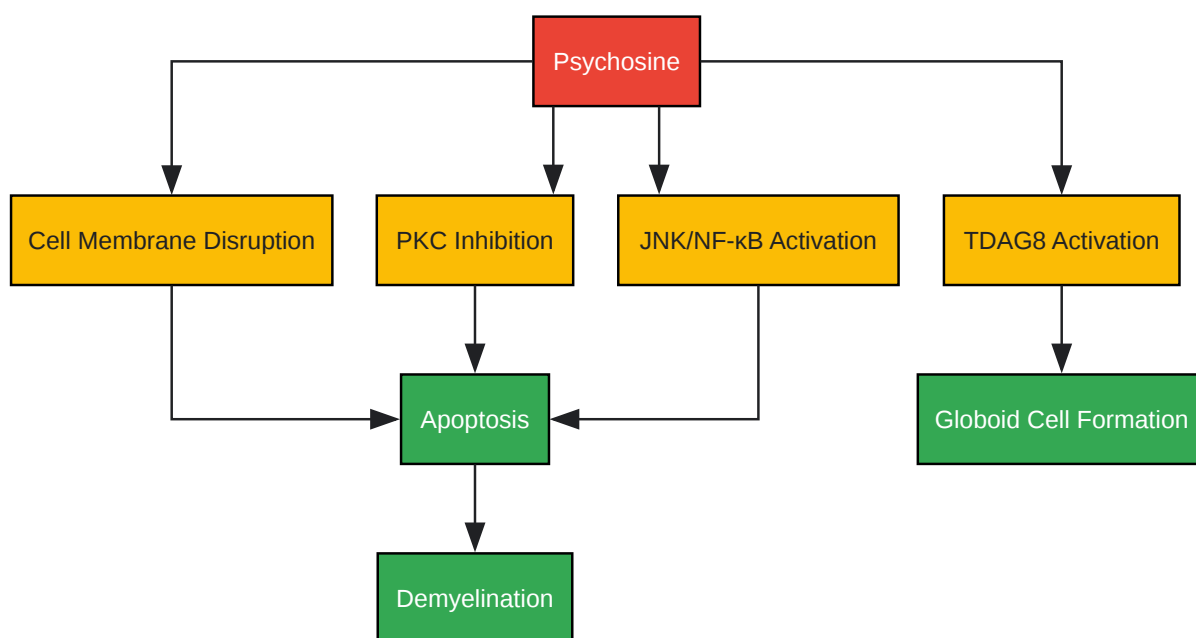 Psychosine
Cell Membrane Disruption
PKC Inhibition
JNK/NF-κB Activation
TDAG8 Activation
Apoptosis
Globoid Cell Formation
Demyelination